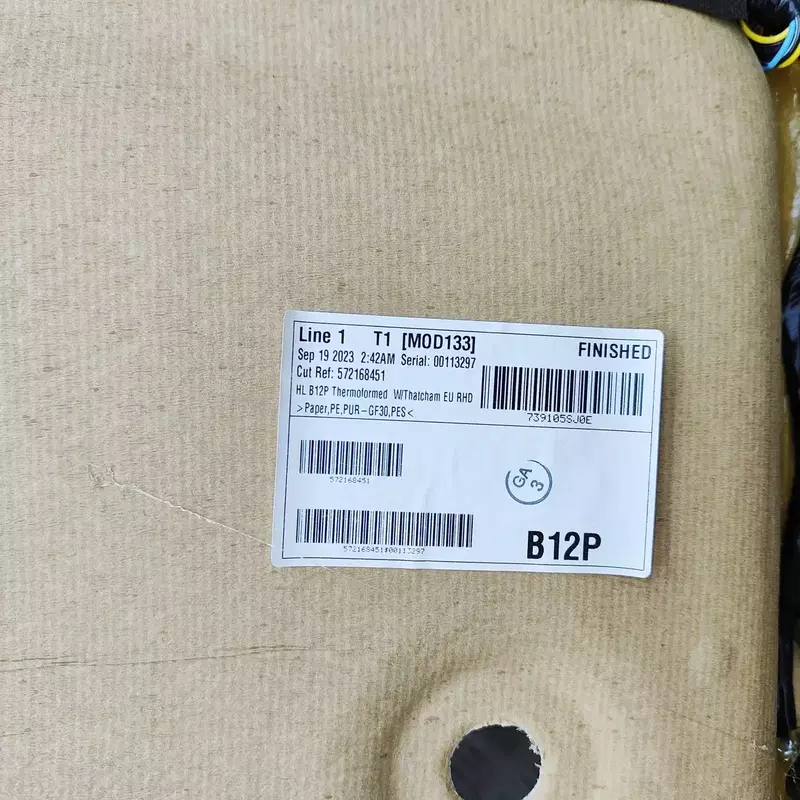 Line 1 T1 [MOD133]
FINISHED
Sep 19 2023 2:42AM Serial: 00113297
Cut Ref: 572168451
HL B12P Thermoformed W/Thatcham EU RHD
>Paper,PE,PUR-GF30,PES<
739105SJ0E
572168451
GA
3
572168451#00113297
B12P